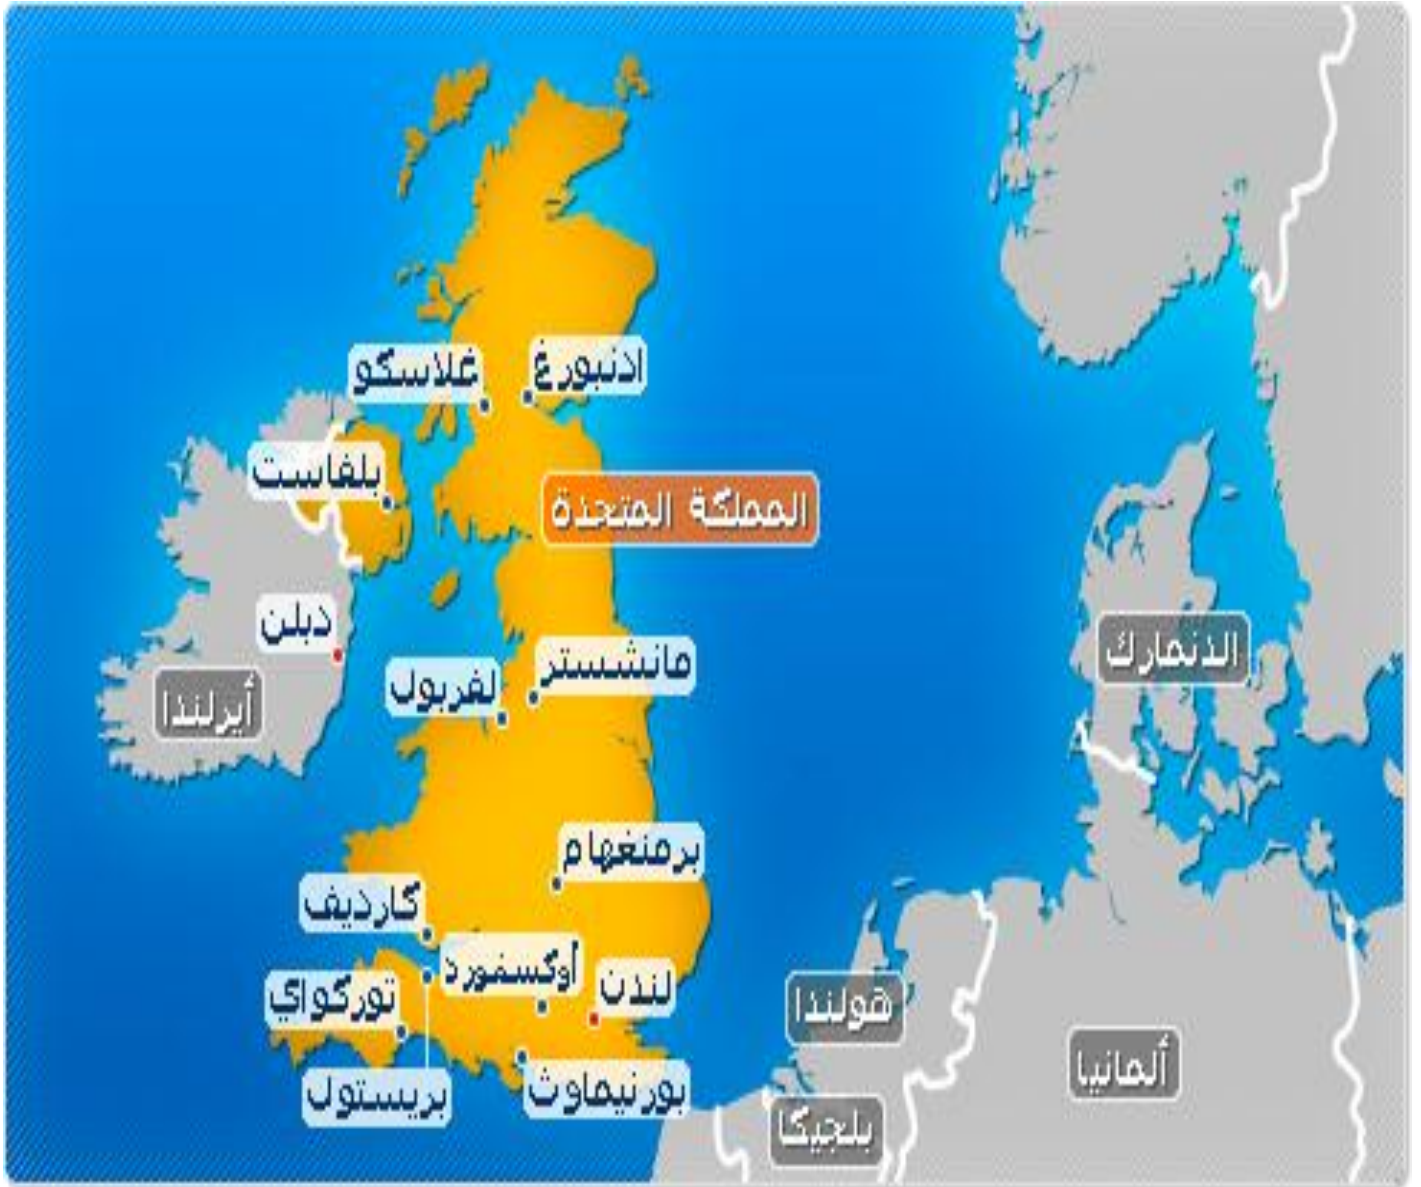 غلاسكو
ادنبورغ
بلفاست
المملكة المتحدة
دبلن
أيرلندا
مانشستر
لفربول
الدنمارك
برمنغهام
كارديف
أوكسفورد
لندن
توركواي
بريستول
بورنيماوث
هولندا
بلجيكا
ألمانيا